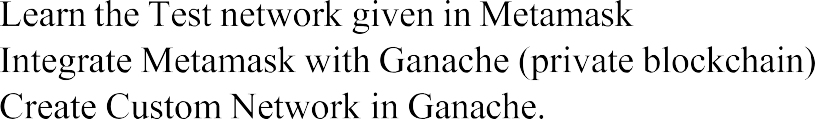 Learn the Test network given in Metamask
Integrate Metamask with Ganache (private blockchain)
Create Custom Network in Ganache.